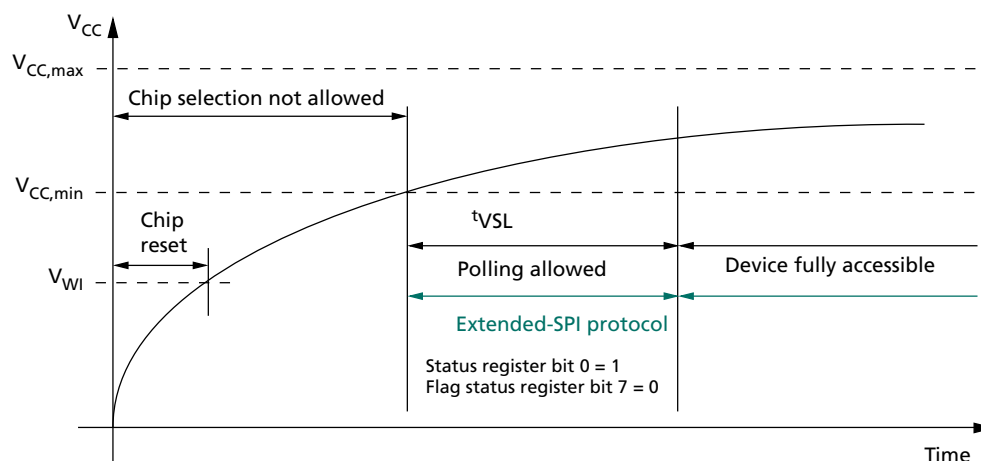 VCC
VCC,max
Chip selection not allowed
VCC,min
Chip
reset
tVSL
VWI
Polling allowed
Device fully accessible
Extended-SPI protocol
Status register bit 0 = 1
Flag status register bit 7 = 0
Time